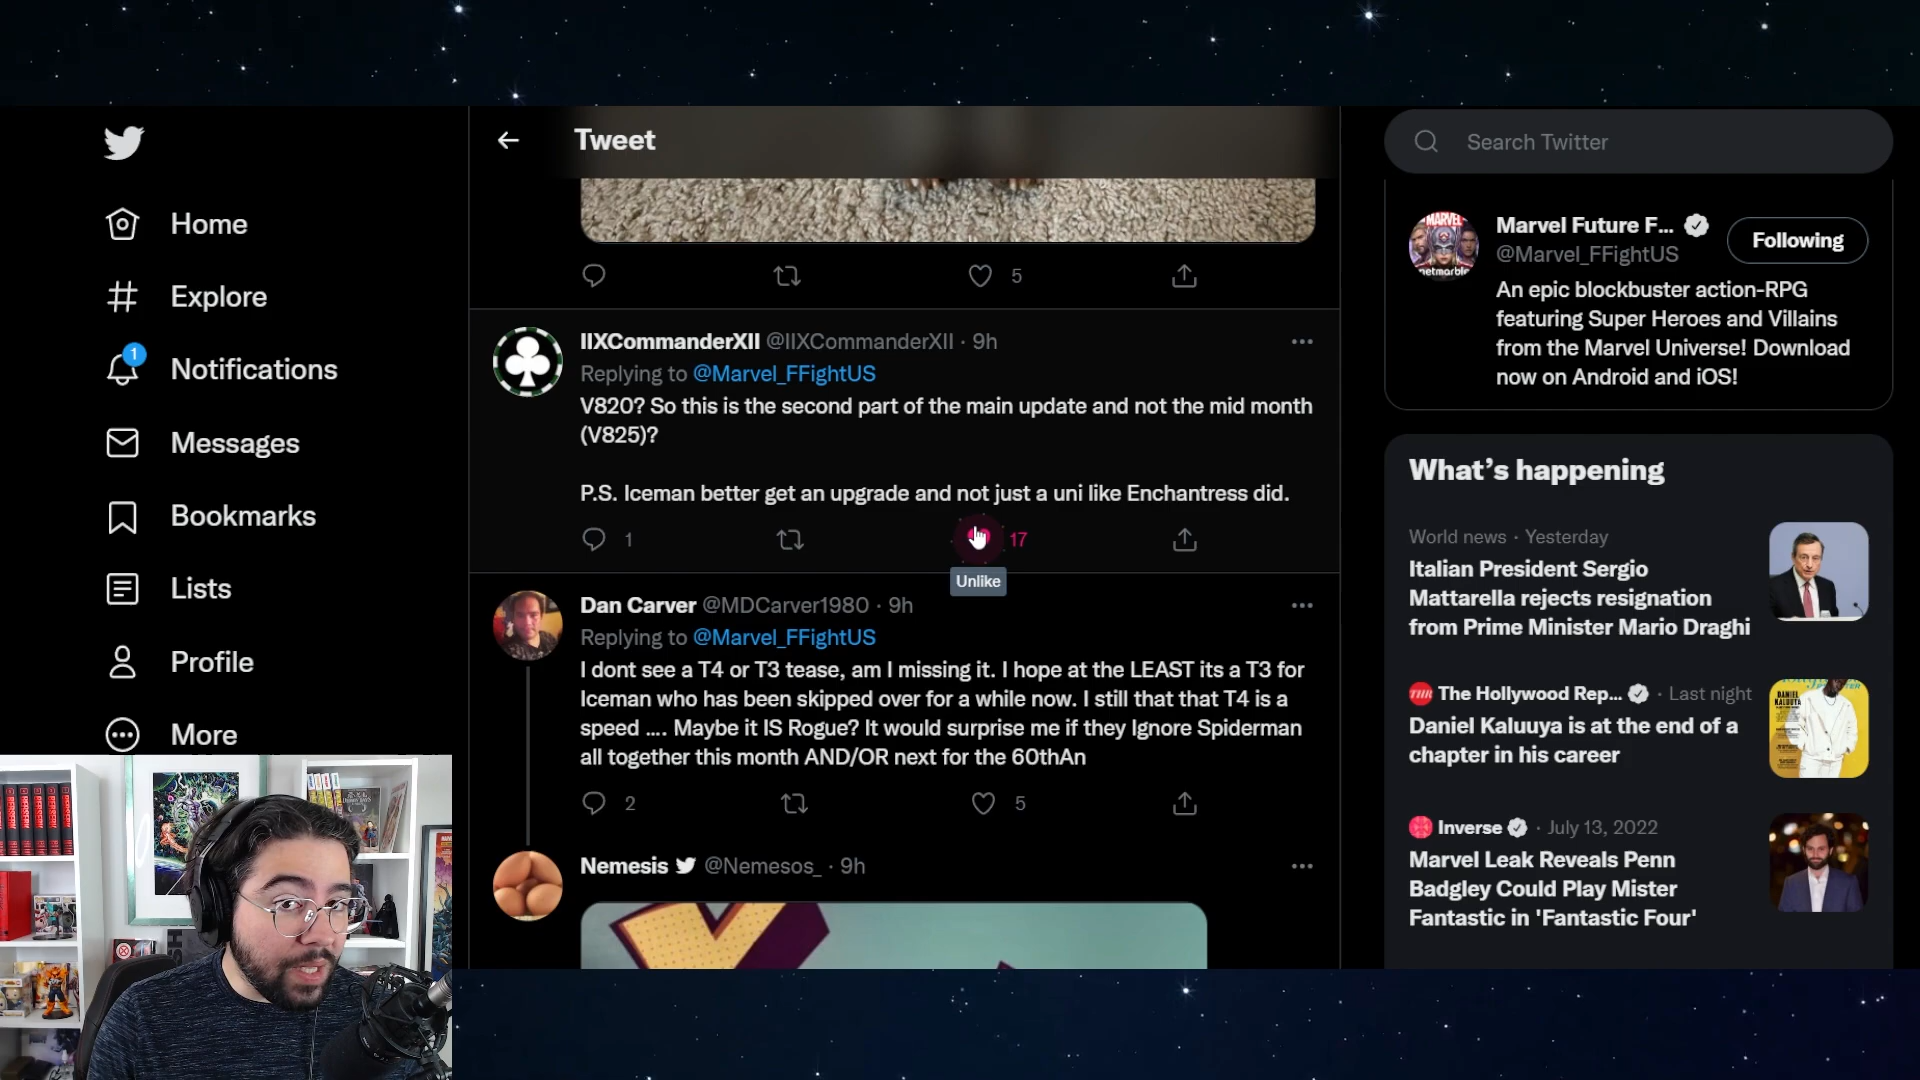 Home
Explore
1
Notifications
Messages
Bookmarks
Lists
Profile
More
Tweet
5
IIXCommanderXII @IIXCommanderXII · 9h
Replying to @Marvel_FFightUS
V820? So this is the second part of the main update and not the mid month
(V825)?
P.S. Iceman better get an upgrade and not just a uni like Enchantress did.
1
17
Unlike
Dan Carver @MDCarver1980 · 9h
Replying to @Marvel_FFightUS
I dont see a T4 or T3 tease, am I missing it. I hope at the LEAST its a T3 for
Iceman who has been skipped over for a while now. I still that that T4 is a
speed .... Maybe it IS Rogue? It would surprise me if they Ignore Spiderman
all together this month AND/OR next for the 60thAn
2
5
Nemesis @Nemesos_ · 9h
Search Twitter
MARVEL
netmarble
Marvel Future F...
@Marvel_FFightUS
Following
An epic blockbuster action-RPG
featuring Super Heroes and Villains
from the Marvel Universe! Download
now on Android and iOS!
What's happening
World news · Yesterday
Italian President Sergio
Mattarella rejects resignation
from Prime Minister Mario Draghi
THR The Hollywood Rep... · Last night
Daniel Kaluuya is at the end of a
chapter in his career
DANIEL
KALUUYA
Inverse · July 13, 2022
Marvel Leak Reveals Penn
Badgley Could Play Mister
Fantastic in 'Fantastic Four'